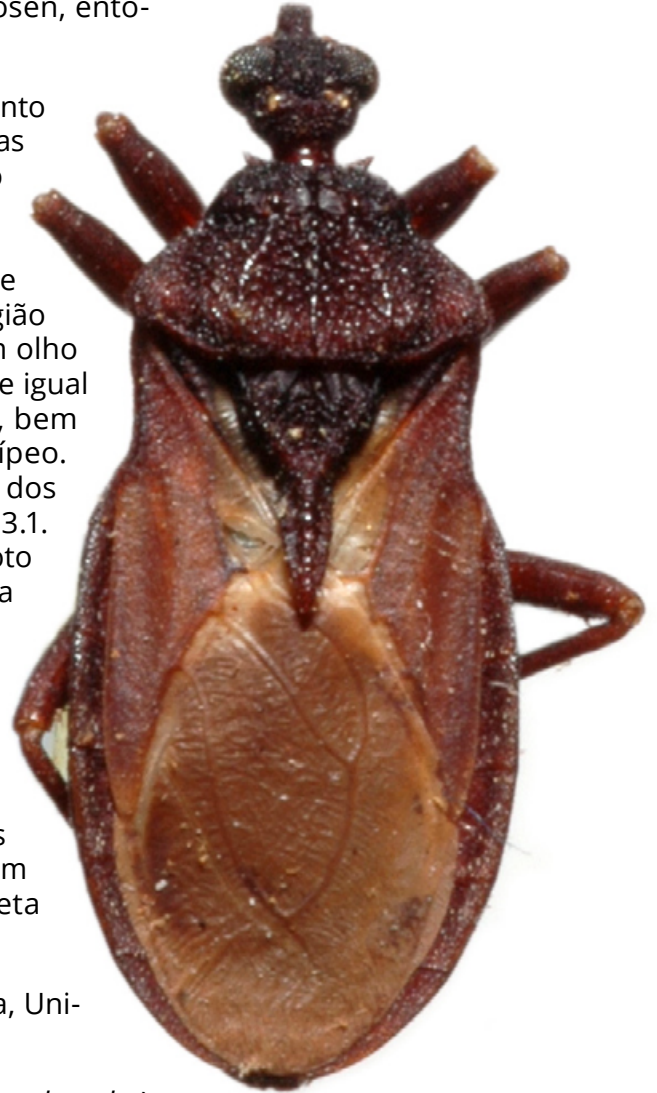 osen, ento-
nto
as
o
e
gião
n olho
e igual
, bem
ípeo.
dos
3.1.
oto
a
s
m
eta
a, Uni-